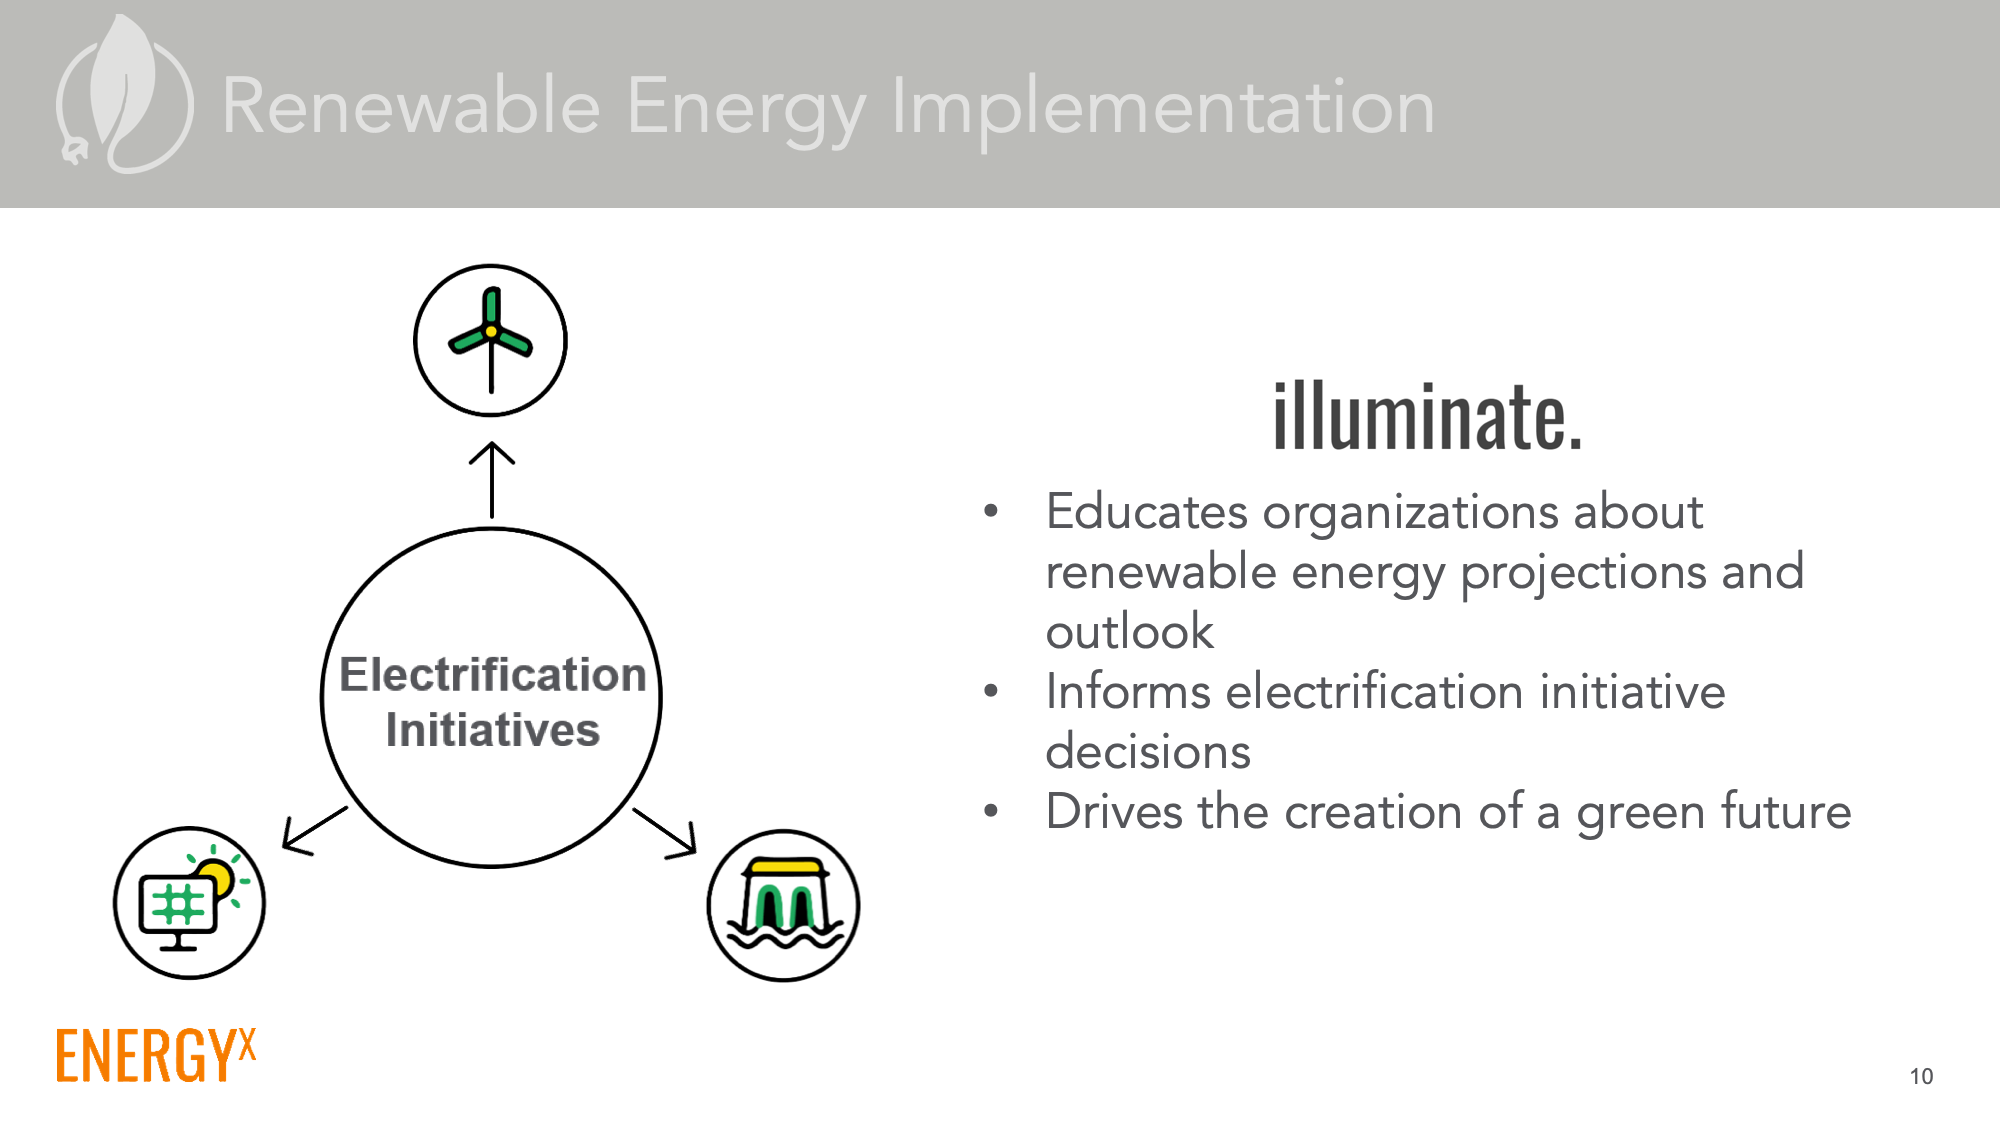 Renewable Energy Implementation
Electrification
Initiatives
illuminate.
• Educates organizations about
renewable energy projections and
outlook
• Informs electrification initiative
decisions
• Drives the creation of a green future
ENERGYX
10